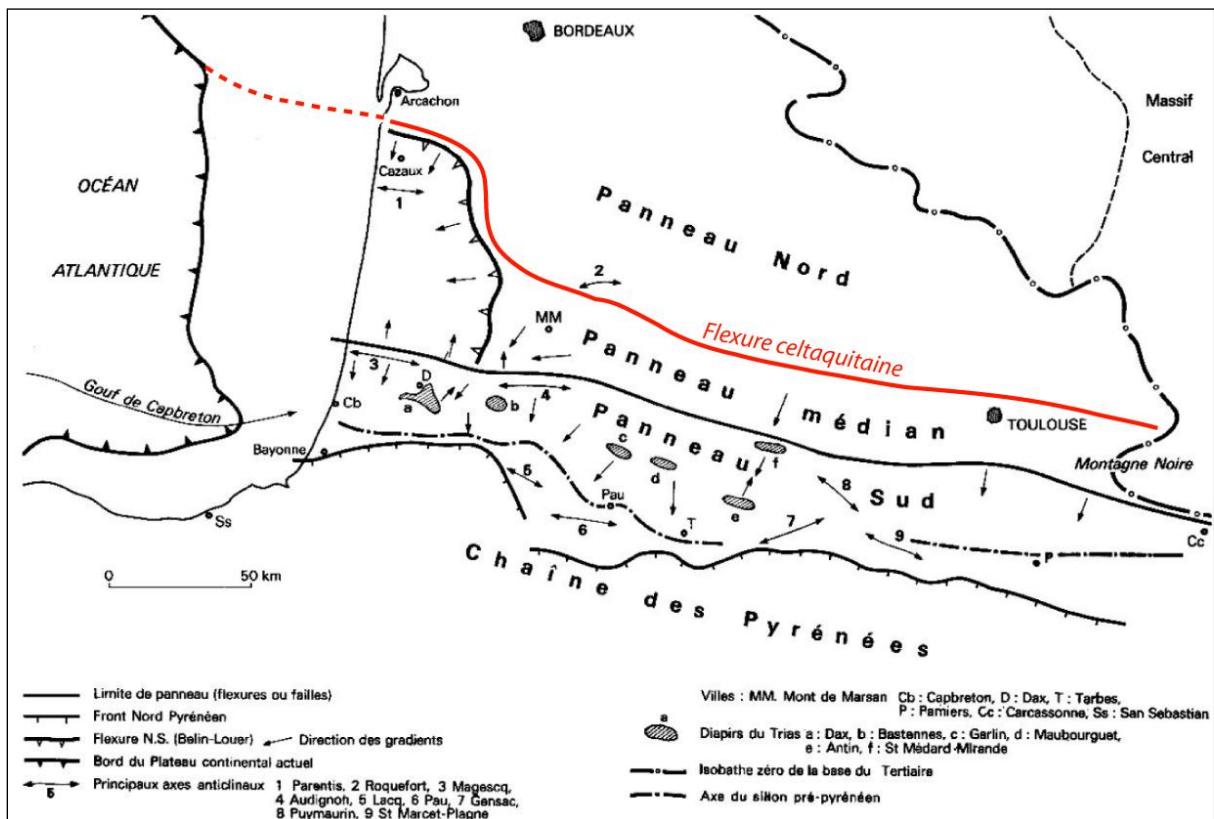 BORDEAUX
Arcachon
Massif
Central
Cazaux
OCÉAN
ATLANTIQUE
1
Panneau Nord
2
MM
Flexure celtaquitaine
Panneau médian
TOULOUSE
Montagne Noire
Gouf de Capbreton
3
D
a
b
4
Cb
Bayonne
Panneau Sud
c
d
e
f
5
Pau
6
T
7
8
9
P
Cc
Ss
0 50 km
Chaîne des Pyrénées
Limite de panneau (flexures ou failles)
Front Nord Pyrénéen
Flexure N.S. (Belin-Louer) Direction des gradients
Bord du Plateau continental actuel
5 Principaux axes anticlinaux 1 Parentis, 2 Roquefort, 3 Magescq,
4 Audignon, 5 Lacq, 6 Pau, 7 Gensac,
8 Puymaurin, 9 St Marcet-Plagne
Villes : MM. Mont de Marsan Cb : Capbreton, D : Dax, T : Tarbes,
P : Pamiers, Cc : Carcassonne, Ss : San Sebastian
a
Diapirs du Trias a : Dax, b : Bastennes, c : Garlin, d : Maubourguet,
e : Antin, f : St Médard-Mirande
Isobathe zéro de la base du Tertiaire
Axe du sillon pré-pyrénéen